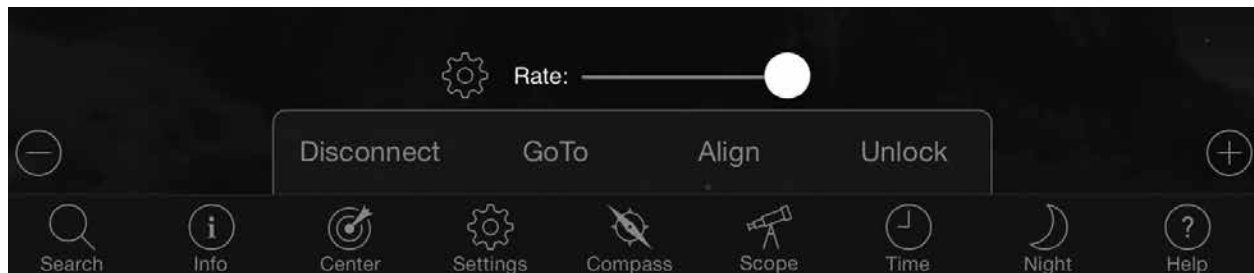 Rate:
Disconnect GoTo Align Unlock
Search Info Center Settings Compass Scope Time Night Help